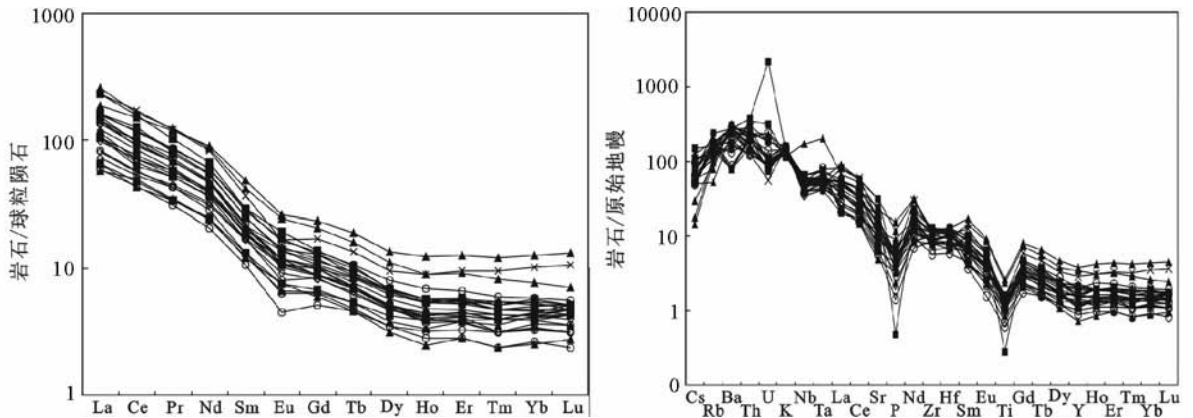 1000
100
10
1
岩石/球粒陨石
La Ce Pr Nd Sm Eu Gd Tb Dy Ho Er Tm Yb Lu
10000
1000
100
10
1
0
岩石/原始地幔
Cs Ba U Nb La Sr Nd Hf Eu Gd Dy Ho Tm Lu
Rb Th K Ta Ce P Zr Sm Ti Tb Y Er Yb